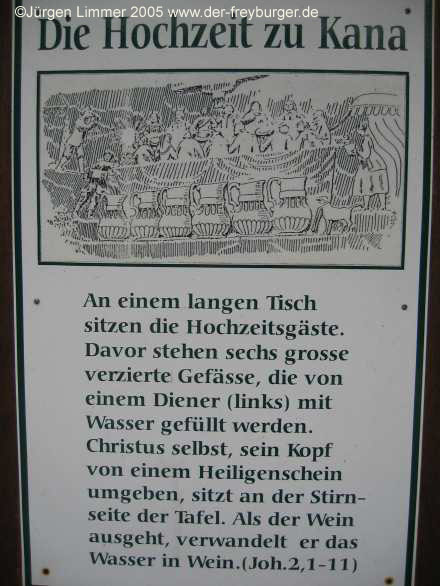 ©Jürgen Limmer 2005 www.der-freyburger.de
Die Hochzeit zu Kana
An einem langen Tisch
sitzen die Hochzeitsgäste.
Davor stehen sechs grosse
verzierte Gefässe, die von
einem Diener (links) mit
Wasser gefüllt werden.
Christus selbst, sein Kopf
von einem Heiligenschein
umgeben, sitzt an der Stirn-
seite der Tafel. Als der Wein
ausgeht, verwandelt er das
Wasser in Wein.(Joh.2,1-11)